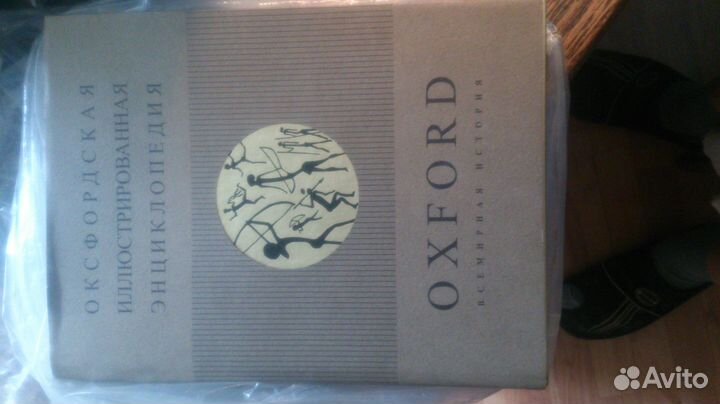 ОКСФОРДСКАЯ
ИЛЛЮСТРИРОВАННАЯ
ЭНЦИКЛОПЕДИЯ
OXFORD
ВСЕМИРНАЯ ИСТОРИЯ
Avito